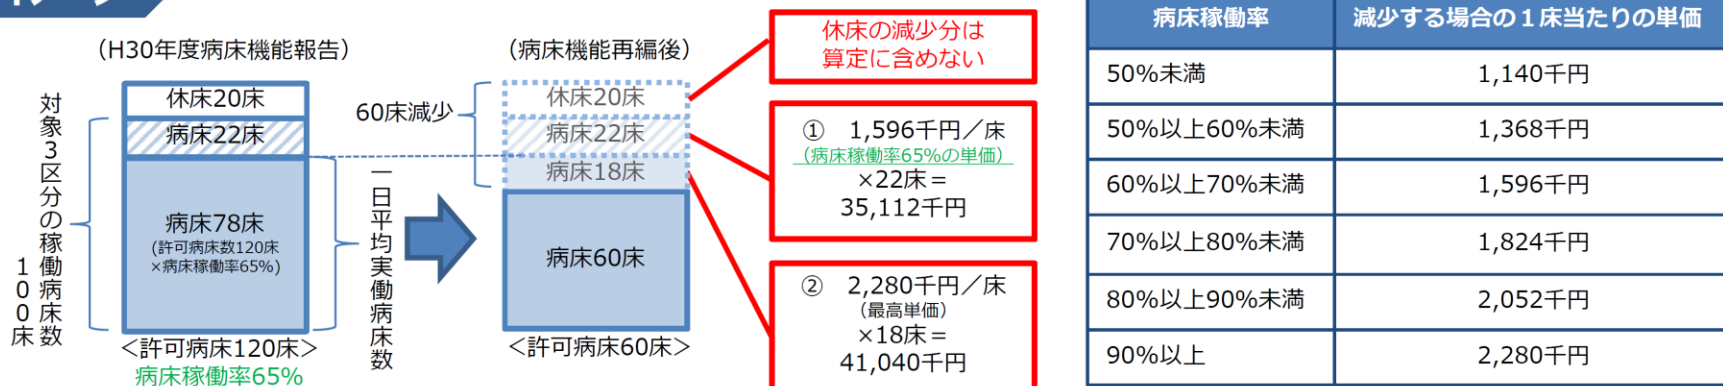 イメージ
（H30年度病床機能報告）
休床20床
病床22床
病床78床
(許可病床数120床
×病床稼働率65%)
対象3区分の稼働病床数
100床
一日平均実働病床数
＜許可病床120床＞
病床稼働率65%
（病床機能再編後）
60床減少
休床20床
病床22床
病床18床
病床60床
＜許可病床60床＞
休床の減少分は
算定に含めない
①　1,596千円／床
（病床稼働率65%の単価）
×22床＝
35,112千円
②　2,280千円／床
（最高単価）
×18床＝
41,040千円
病床稼働率　減少する場合の１床当たりの単価
50%未満　1,140千円
50%以上60%未満　1,368千円
60%以上70%未満　1,596千円
70%以上80%未満　1,824千円
80%以上90%未満　2,052千円
90%以上　2,280千円